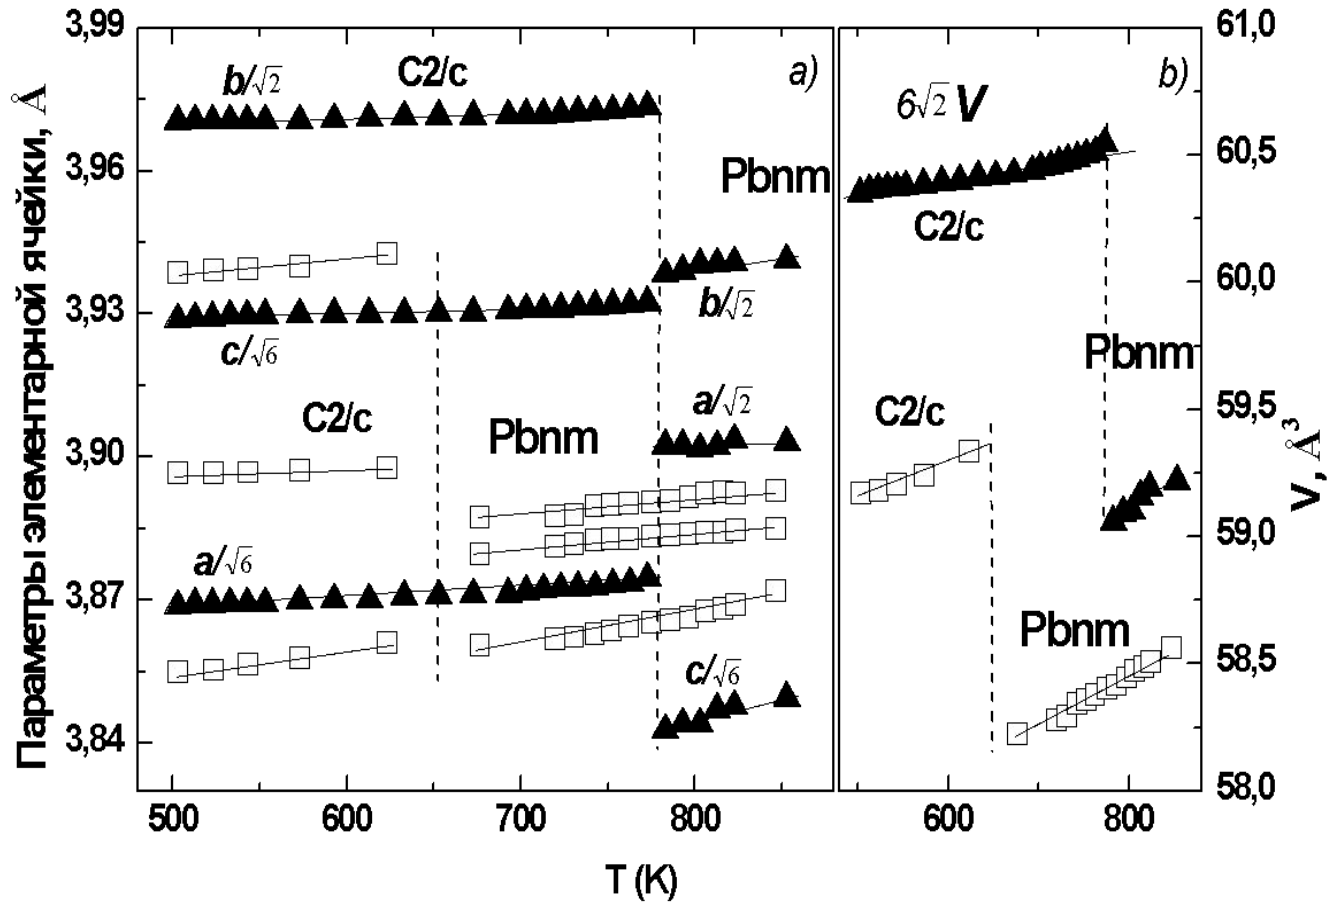 Параметры элементарной ячейки, Å
3,99
3,96
3,93
3,90
3,87
3,84
a)
b/√2
C2/c
Pbnm
c/√6
b/√2
C2/c
Pbnm
a/√2
a/√6
c/√6
500
600
700
800
b)
6√2 V
C2/c
Pbnm
C2/c
Pbnm
600
800
61,0
60,5
60,0
59,5
59,0
58,5
58,0
V, Å³
T (K)